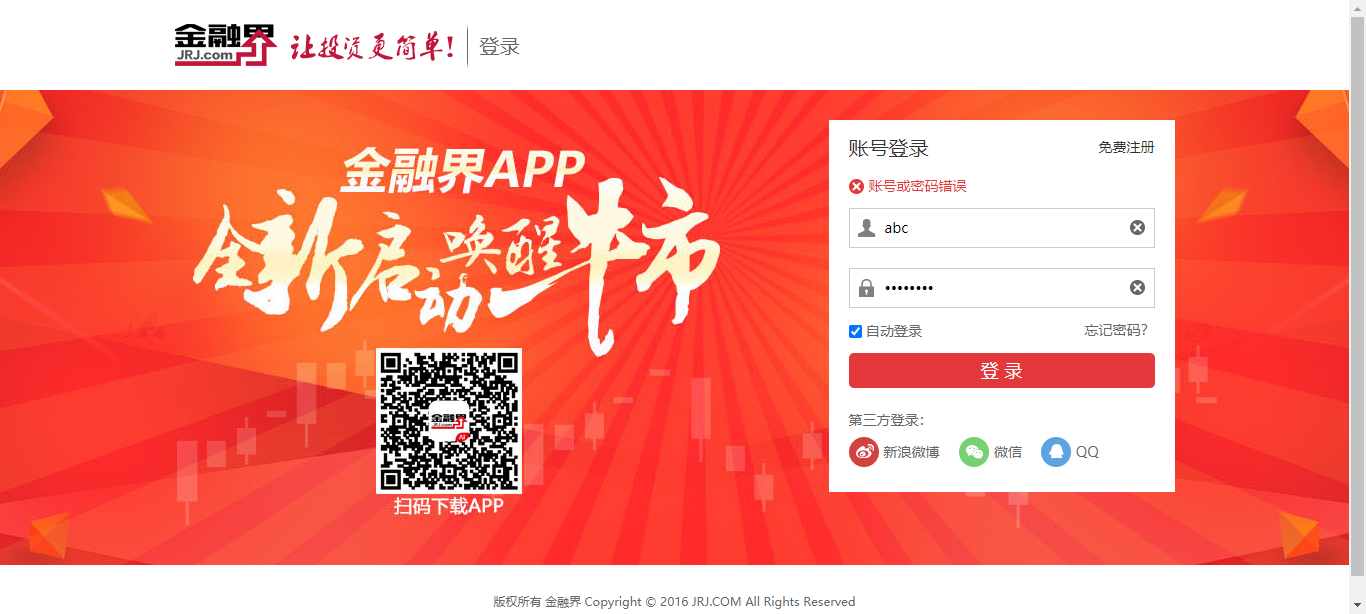 金融界
JRJ.com
让投资更简单!
登录
金融界APP
全新启动 唤醒牛市
金融界
JRJ.com
扫码下载APP
账号登录
免费注册
账号或密码错误
abc
••••••••
自动登录
忘记密码?
登 录
第三方登录:
新浪微博
微信
QQ
版权所有 金融界 Copyright © 2016 JRJ.COM All Rights Reserved